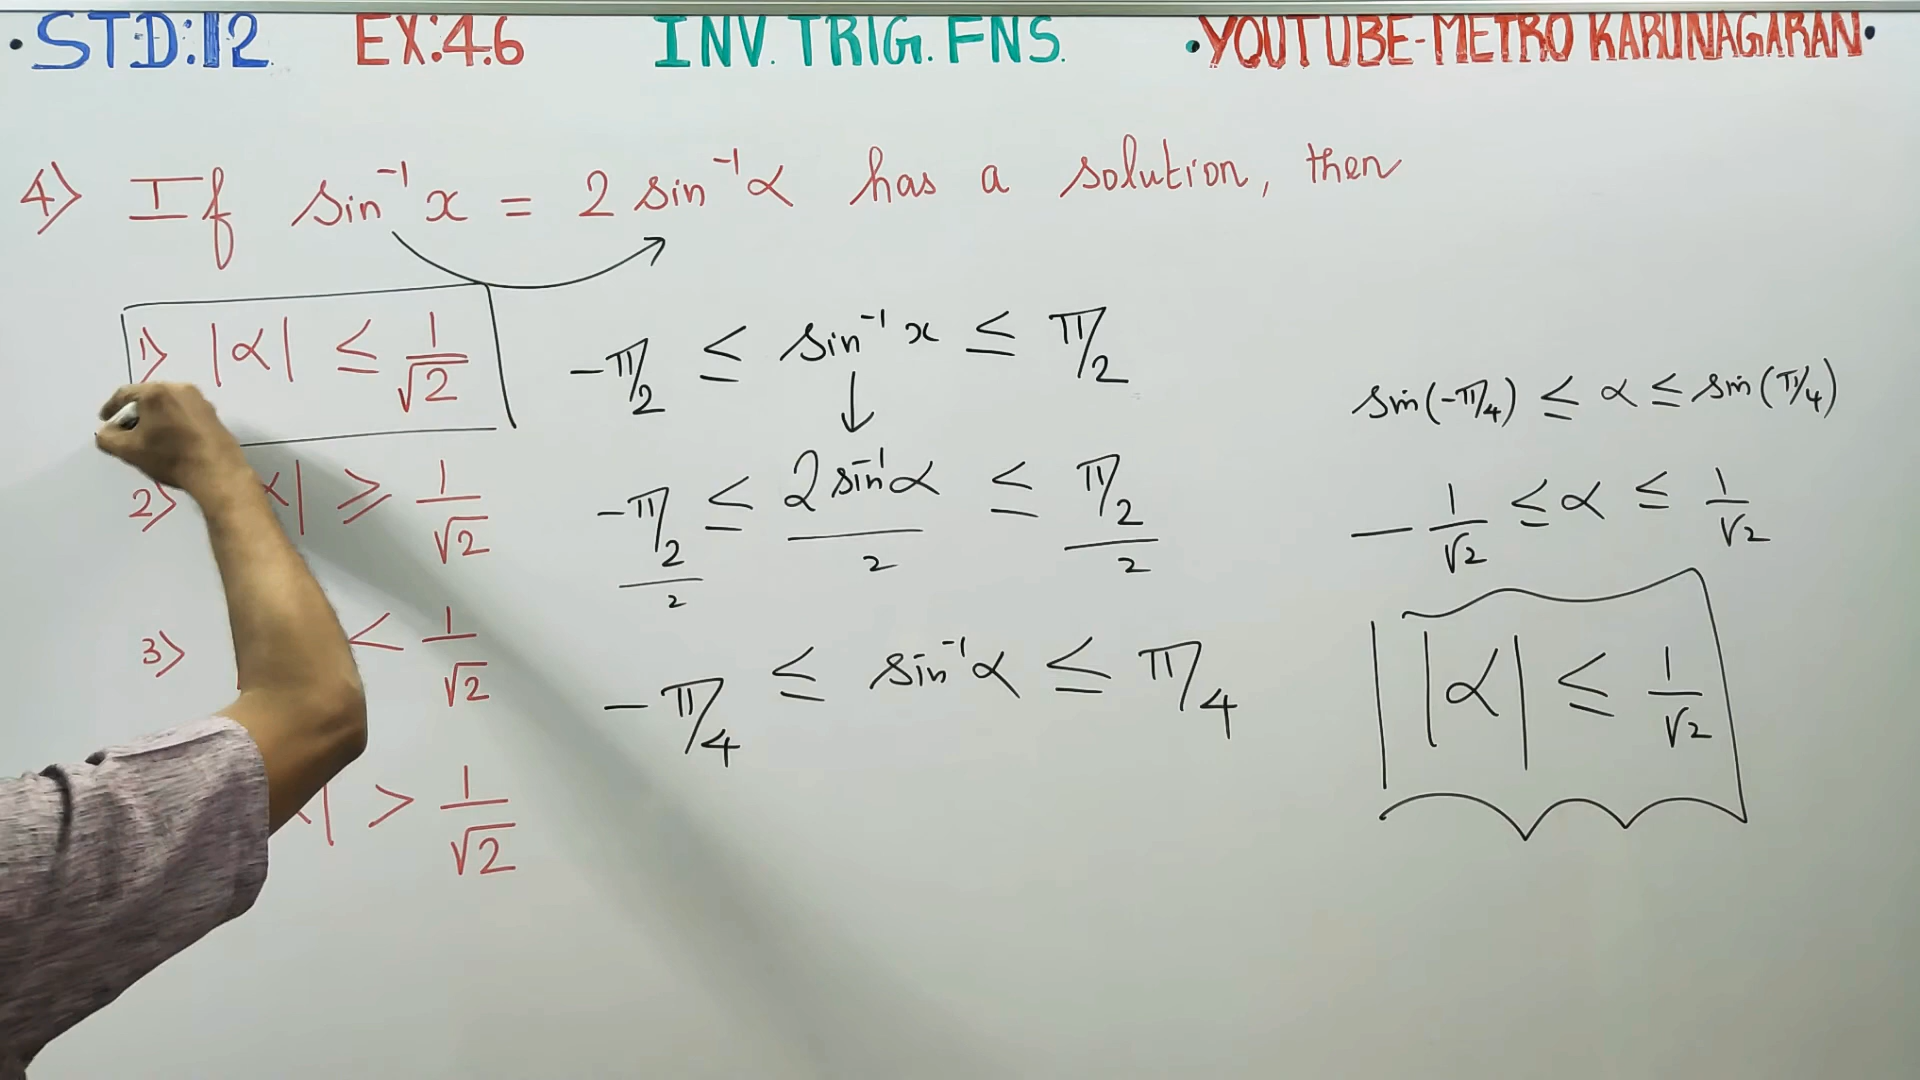 •STD:12 EX:4.6 INV. TRIG. FNS. •YOUTUBE-METRO KARUNAGARAN•
4) If sin⁻¹x = 2 sin⁻¹α has a solution, then
1) |α| ≤ 1/√2
2) α| ≥ 1/√2
3) < 1/√2
| > 1/√2
-π/2 ≤ sin⁻¹x ≤ π/2
↓
-π/2/2 ≤ 2sin⁻¹α/2 ≤ π/2/2
-π/4 ≤ sin⁻¹α ≤ π/4
sin(-π/4) ≤ α ≤ sin(π/4)
-1/√2 ≤ α ≤ 1/√2
|α| ≤ 1/√2